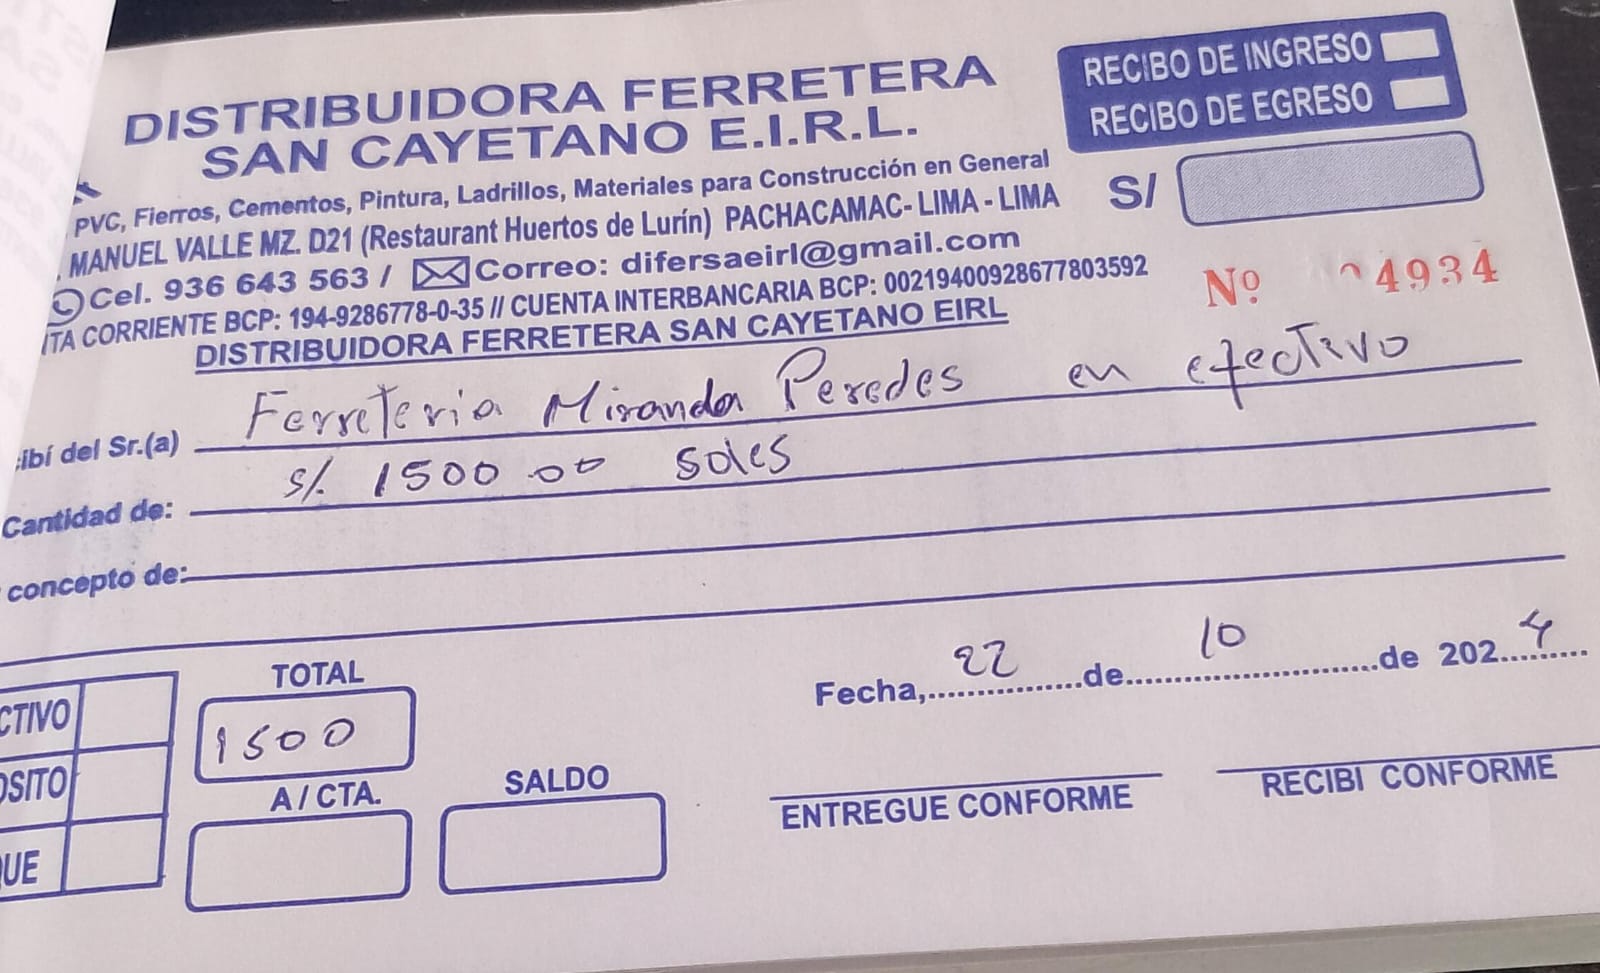 DISTRIBUIDORA FERRETERA
SAN CAYETANO E.I.R.L.
PVC, Fierros, Cementos, Pintura, Ladrillos, Materiales para Construcción en General
. MANUEL VALLE MZ. D21 (Restaurant Huertos de Lurín) PACHACAMAC- LIMA - LIMA
Cel. 936 643 563 / Correo: difersaeirl@gmail.com
NTA CORRIENTE BCP: 194-9286778-0-35 // CUENTA INTERBANCARIA BCP: 00219400928677803592
DISTRIBUIDORA FERRETERA SAN CAYETANO EIRL
RECIBO DE INGRESO
RECIBO DE EGRESO
S/
Nº 4934
cibí del Sr.(a) Ferreteria Miranda Peredes en efectivo
Cantidad de: s/. 1500.00 soles
concepto de:
Fecha, 22 de 10 de 2024
CTIVO
OSITO
QUE
TOTAL
1500
A / CTA.
SALDO
ENTREGUE CONFORME
RECIBI CONFORME